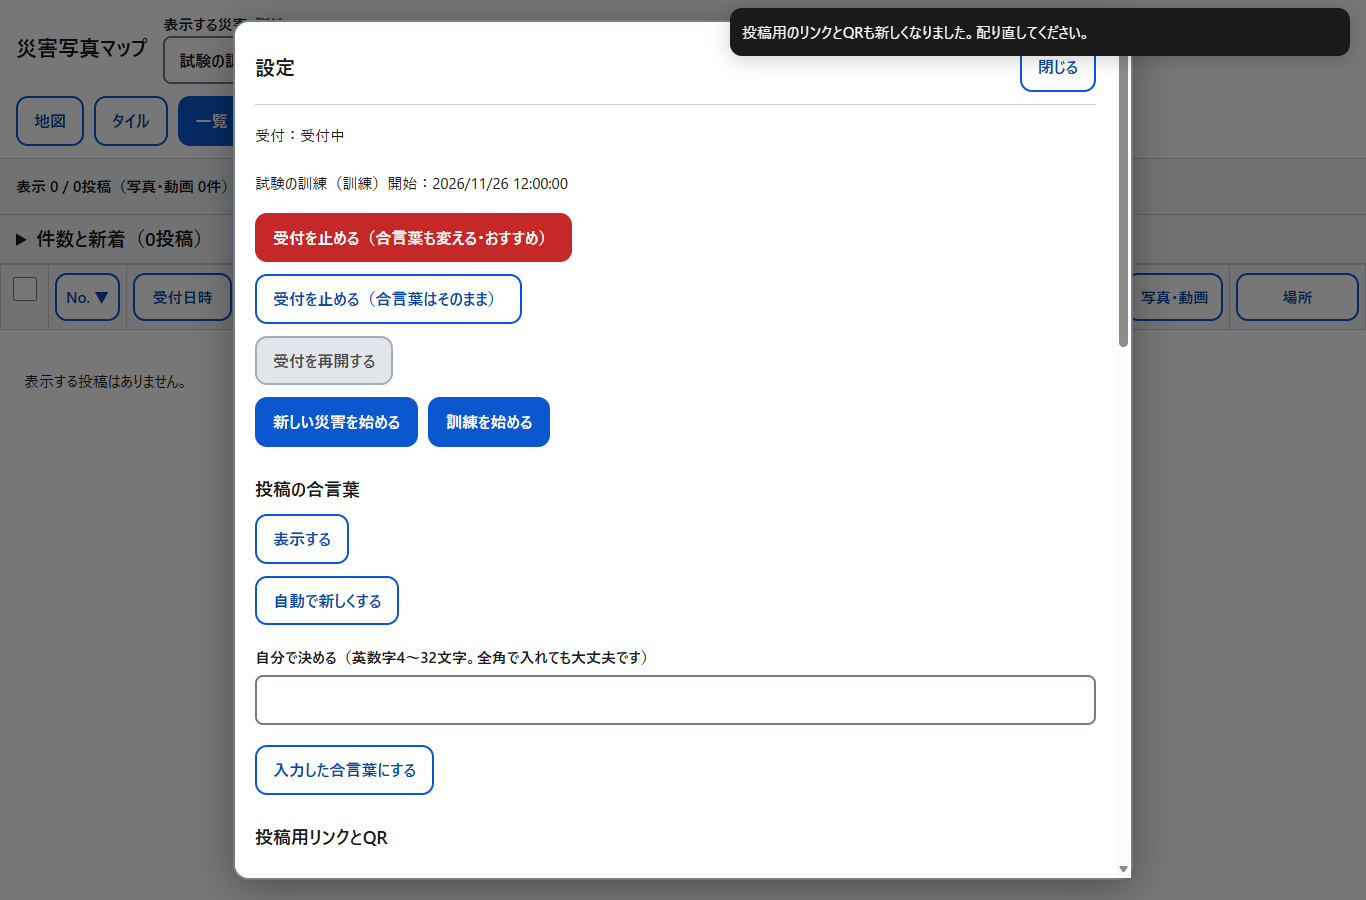 災害写真マップ
表示する災害・訓練
試験の訓
投稿用のリンクとQRも新しくなりました。配り直してください。
地図
タイル
一覧
設定
閉じる
受付：受付中
試験の訓練（訓練）開始：2026/11/26 12:00:00
受付を止める（合言葉も変える・おすすめ）
受付を止める（合言葉はそのまま）
受付を再開する
新しい災害を始める
訓練を始める
投稿の合言葉
表示する
自動で新しくする
自分で決める（英数字4～32文字。全角で入れても大丈夫です）
入力した合言葉にする
投稿用リンクとQR
表示 0 / 0投稿（写真・動画 0件）
▶ 件数と新着（0投稿）
No. ▼
受付日時
写真・動画
場所
表示する投稿はありません。